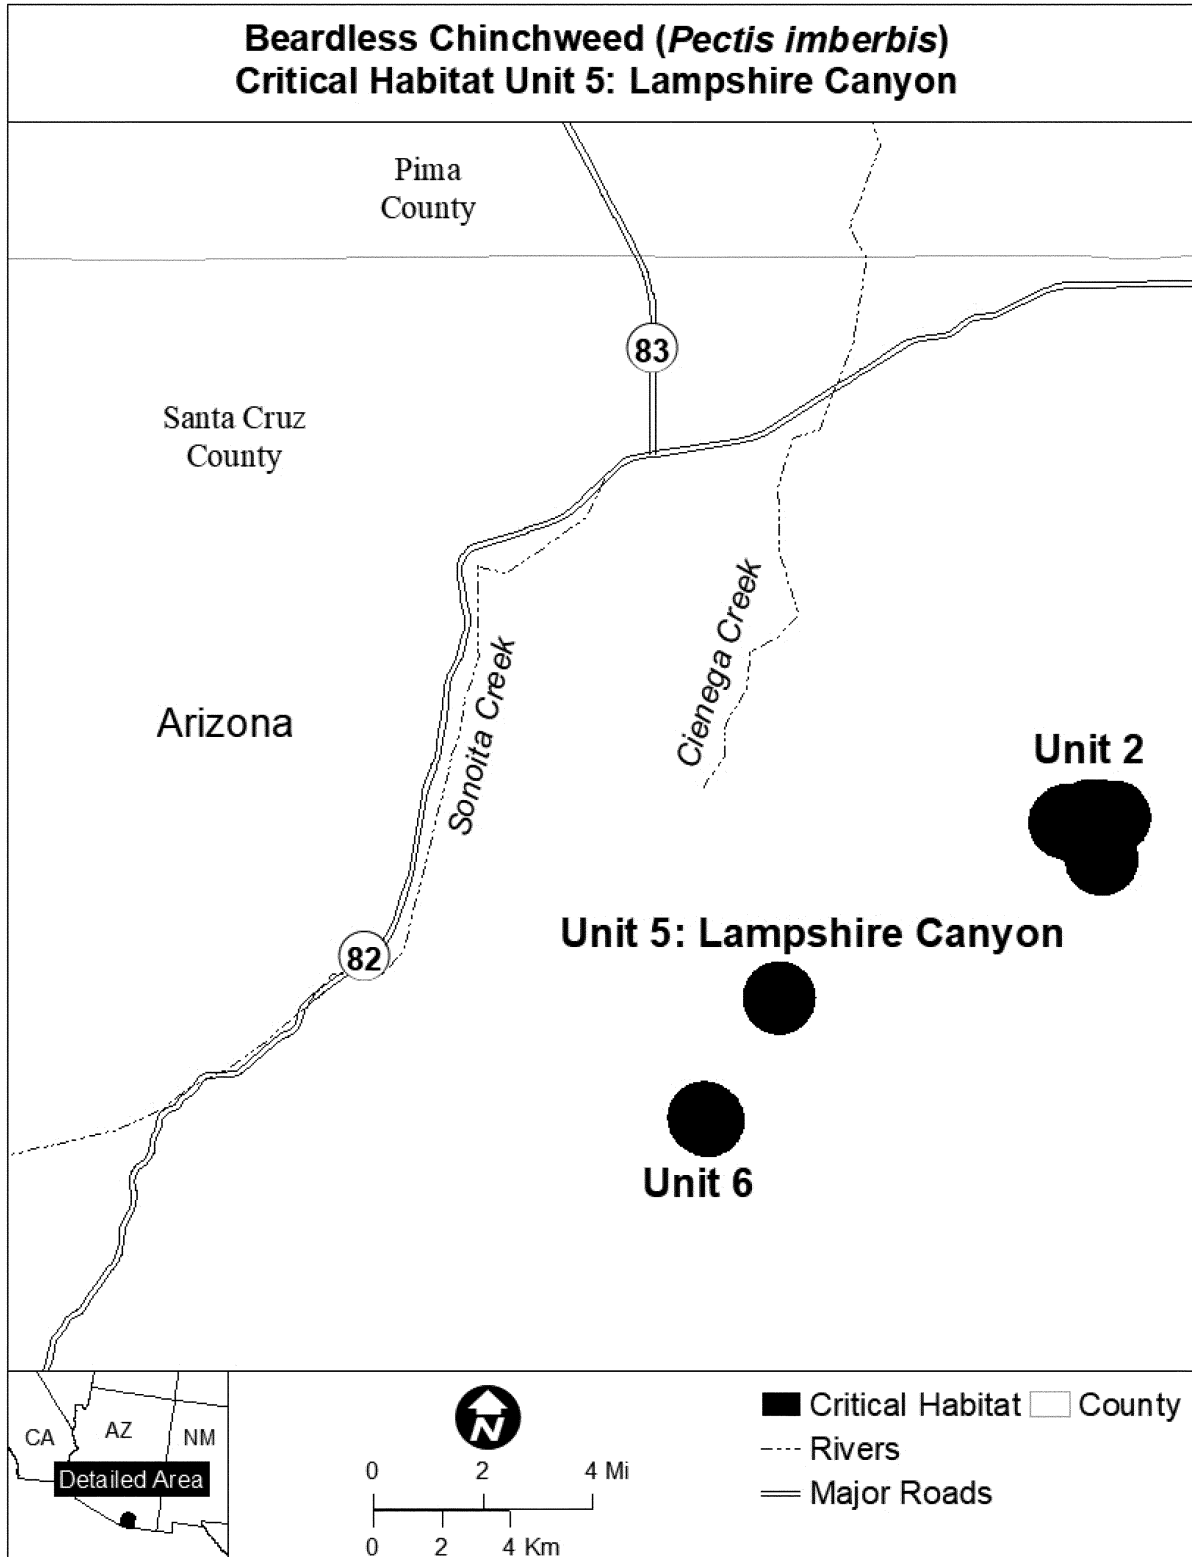 Beardless Chinchweed (Pectis imberbis)
Critical Habitat Unit 5: Lampshire Canyon
Pima
County
83
Santa Cruz
County
Cienega Creek
Sonoita Creek
Arizona
Unit 2
Unit 5: Lampshire Canyon
82
Unit 6
CA
AZ
NM
Detailed Area
N
0 2 4 Mi
0 2 4 Km
Critical Habitat
County
Rivers
Major Roads